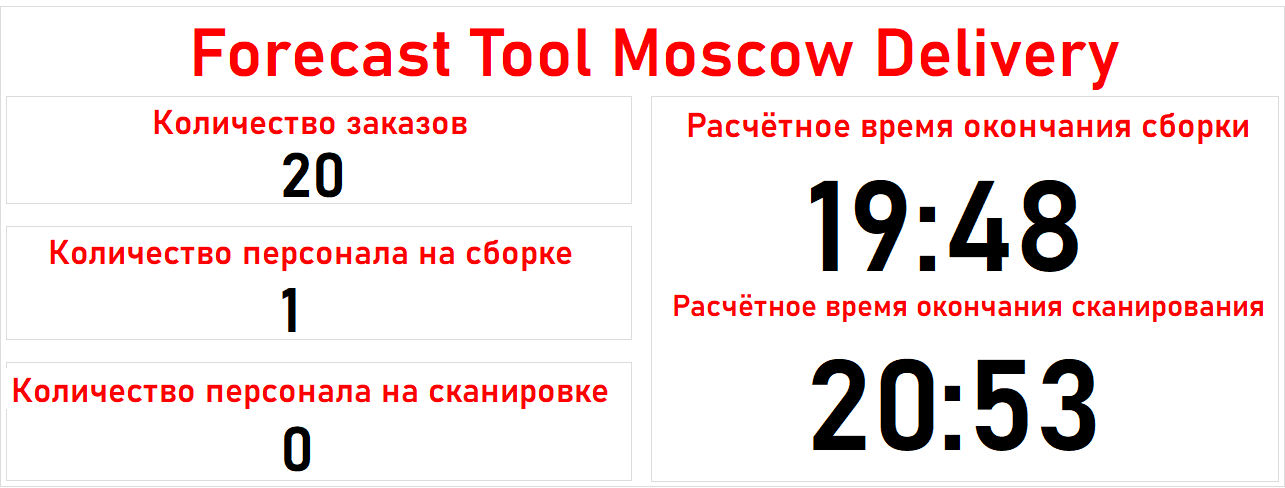 Forecast Tool Moscow Delivery
Количество заказов
20
Количество персонала на сборке
1
Количество персонала на сканировке
0
Расчётное время окончания сборки
19:48
Расчётное время окончания сканирования
20:53